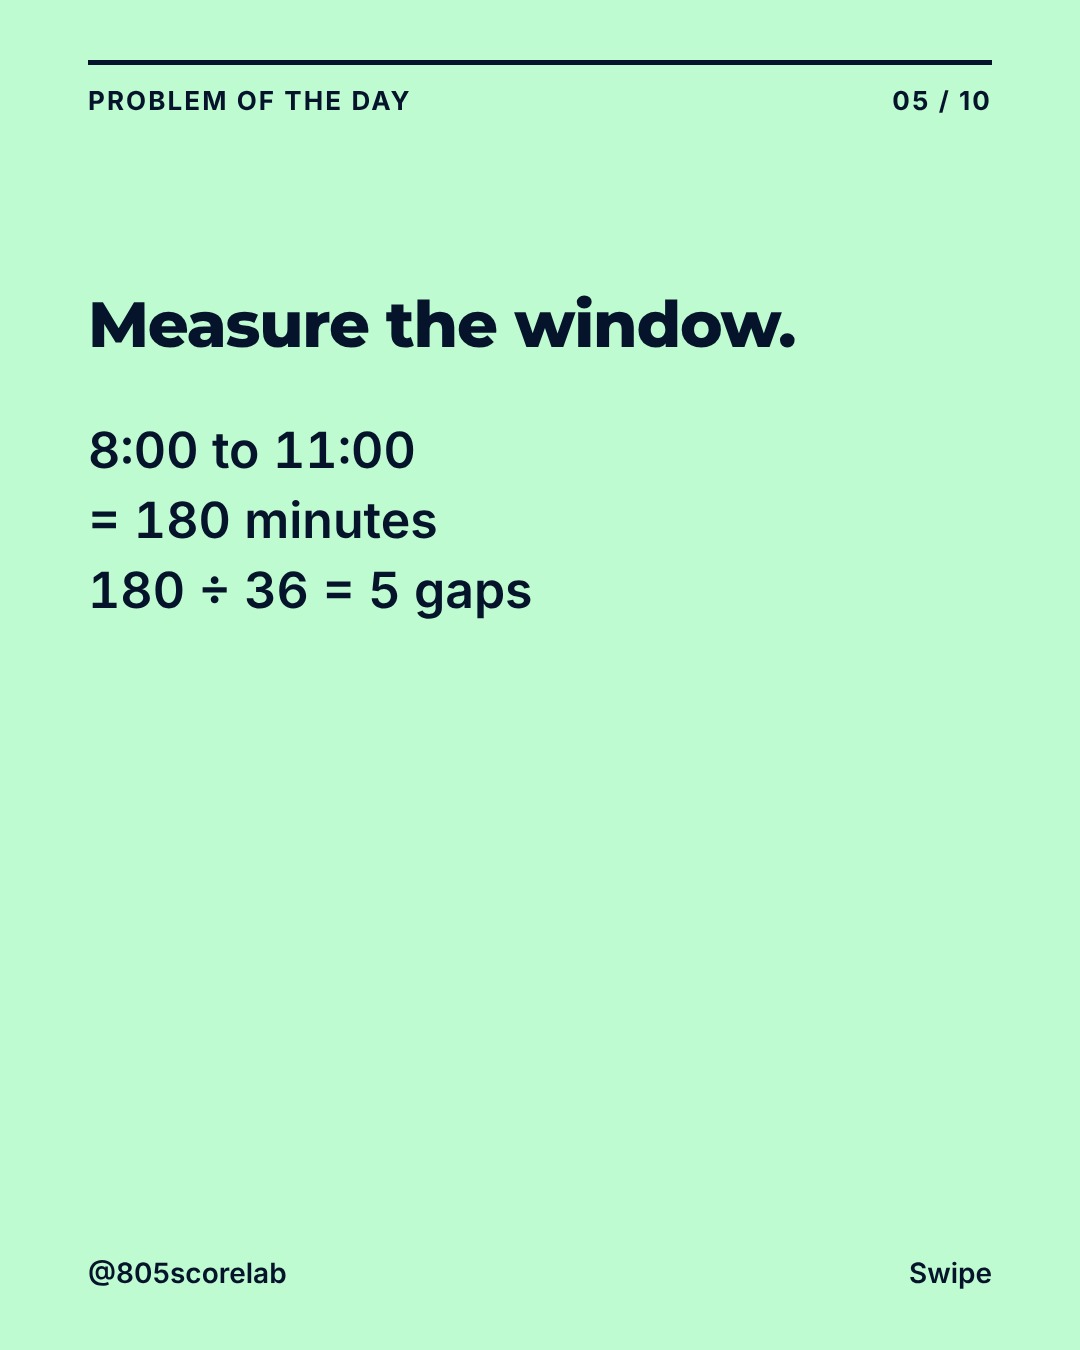 PROBLEM OF THE DAY
05 / 10
Measure the window.
8:00 to 11:00
= 180 minutes
180 ÷ 36 = 5 gaps
@805scorelab
Swipe